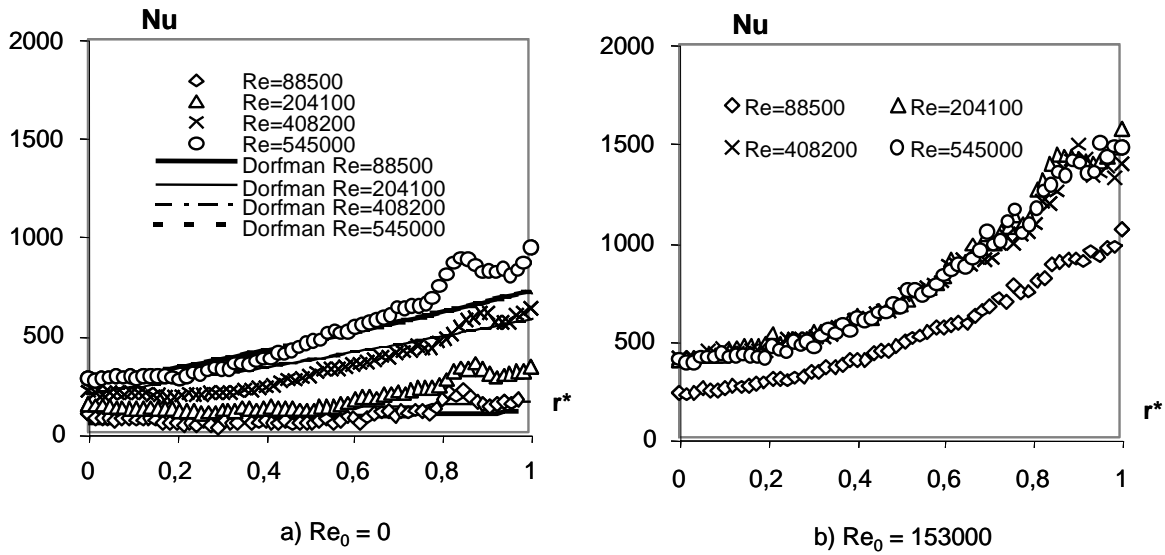 Nu
2000
1500
1000
500
0
Re=88500
Re=204100
Re=408200
Re=545000
Dorfman Re=88500
Dorfman Re=204100
Dorfman Re=408200
Dorfman Re=545000
r*
0 0,2 0,4 0,6 0,8 1
a) Re₀ = 0
Nu
2000
1500
1000
500
0
Re=88500 Re=204100
Re=408200 Re=545000
r*
0 0,2 0,4 0,6 0,8 1
b) Re₀ = 153000